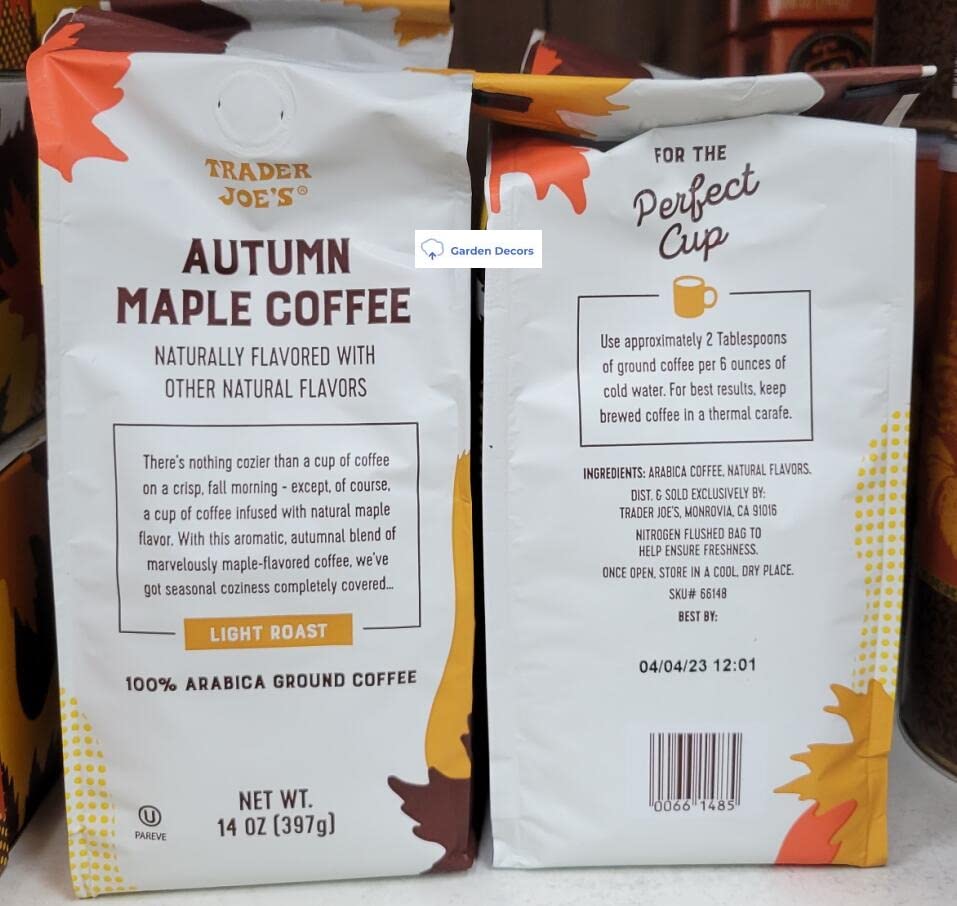 TRADER
JOE'S®
AUTUMN
MAPLE COFFEE
NATURALLY FLAVORED WITH
OTHER NATURAL FLAVORS
There's nothing cozier than a cup of coffee
on a crisp, fall morning - except, of course,
a cup of coffee infused with natural maple
flavor. With this aromatic, autumnal blend of
marvelously maple-flavored coffee, we've
got seasonal coziness completely covered...
LIGHT ROAST
100% ARABICA GROUND COFFEE
U
PAREVE
NET WT.
14 OZ (397g)
Garden Decors
FOR THE
Perfect
Cup
Use approximately 2 Tablespoons
of ground coffee per 6 ounces of
cold water. For best results, keep
brewed coffee in a thermal carafe.
INGREDIENTS: ARABICA COFFEE, NATURAL FLAVORS.
DIST. & SOLD EXCLUSIVELY BY:
TRADER JOE'S, MONROVIA, CA 91016
NITROGEN FLUSHED BAG TO
HELP ENSURE FRESHNESS.
ONCE OPEN, STORE IN A COOL, DRY PLACE.
SKU# 66148
BEST BY:
04/04/23 12:01
0066 1485